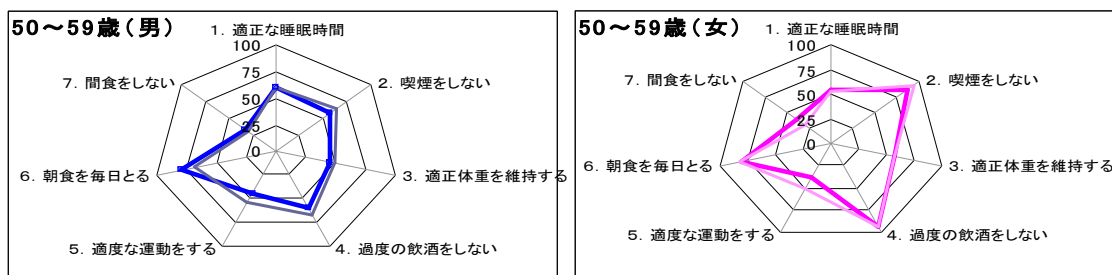 50～59歳(男)
1. 適正な睡眠時間
100
75
50
25
0
2. 喫煙をしない
3. 適正体重を維持する
4. 過度の飲酒をしない
5. 適度な運動をする
6. 朝食を毎日とる
7. 間食をしない
50～59歳(女)
1. 適正な睡眠時間
100
75
50
25
0
2. 喫煙をしない
3. 適正体重を維持する
4. 過度の飲酒をしない
5. 適度な運動をする
6. 朝食を毎日とる
7. 間食をしない